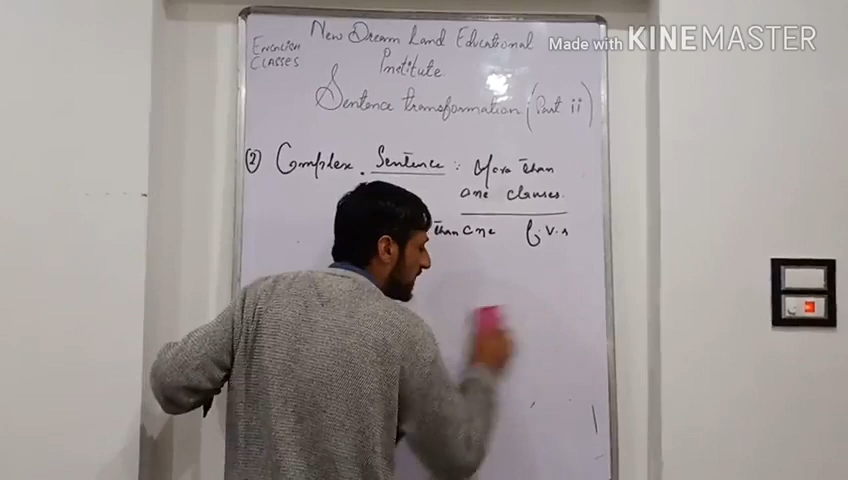 New Dream Land Educational
Institute
ENGLISH
CLASSES
Made with KINEMASTER
Sentence transformation (Part ii)
(2) Complex Sentence : More than
one clauses.
than one F.V.s